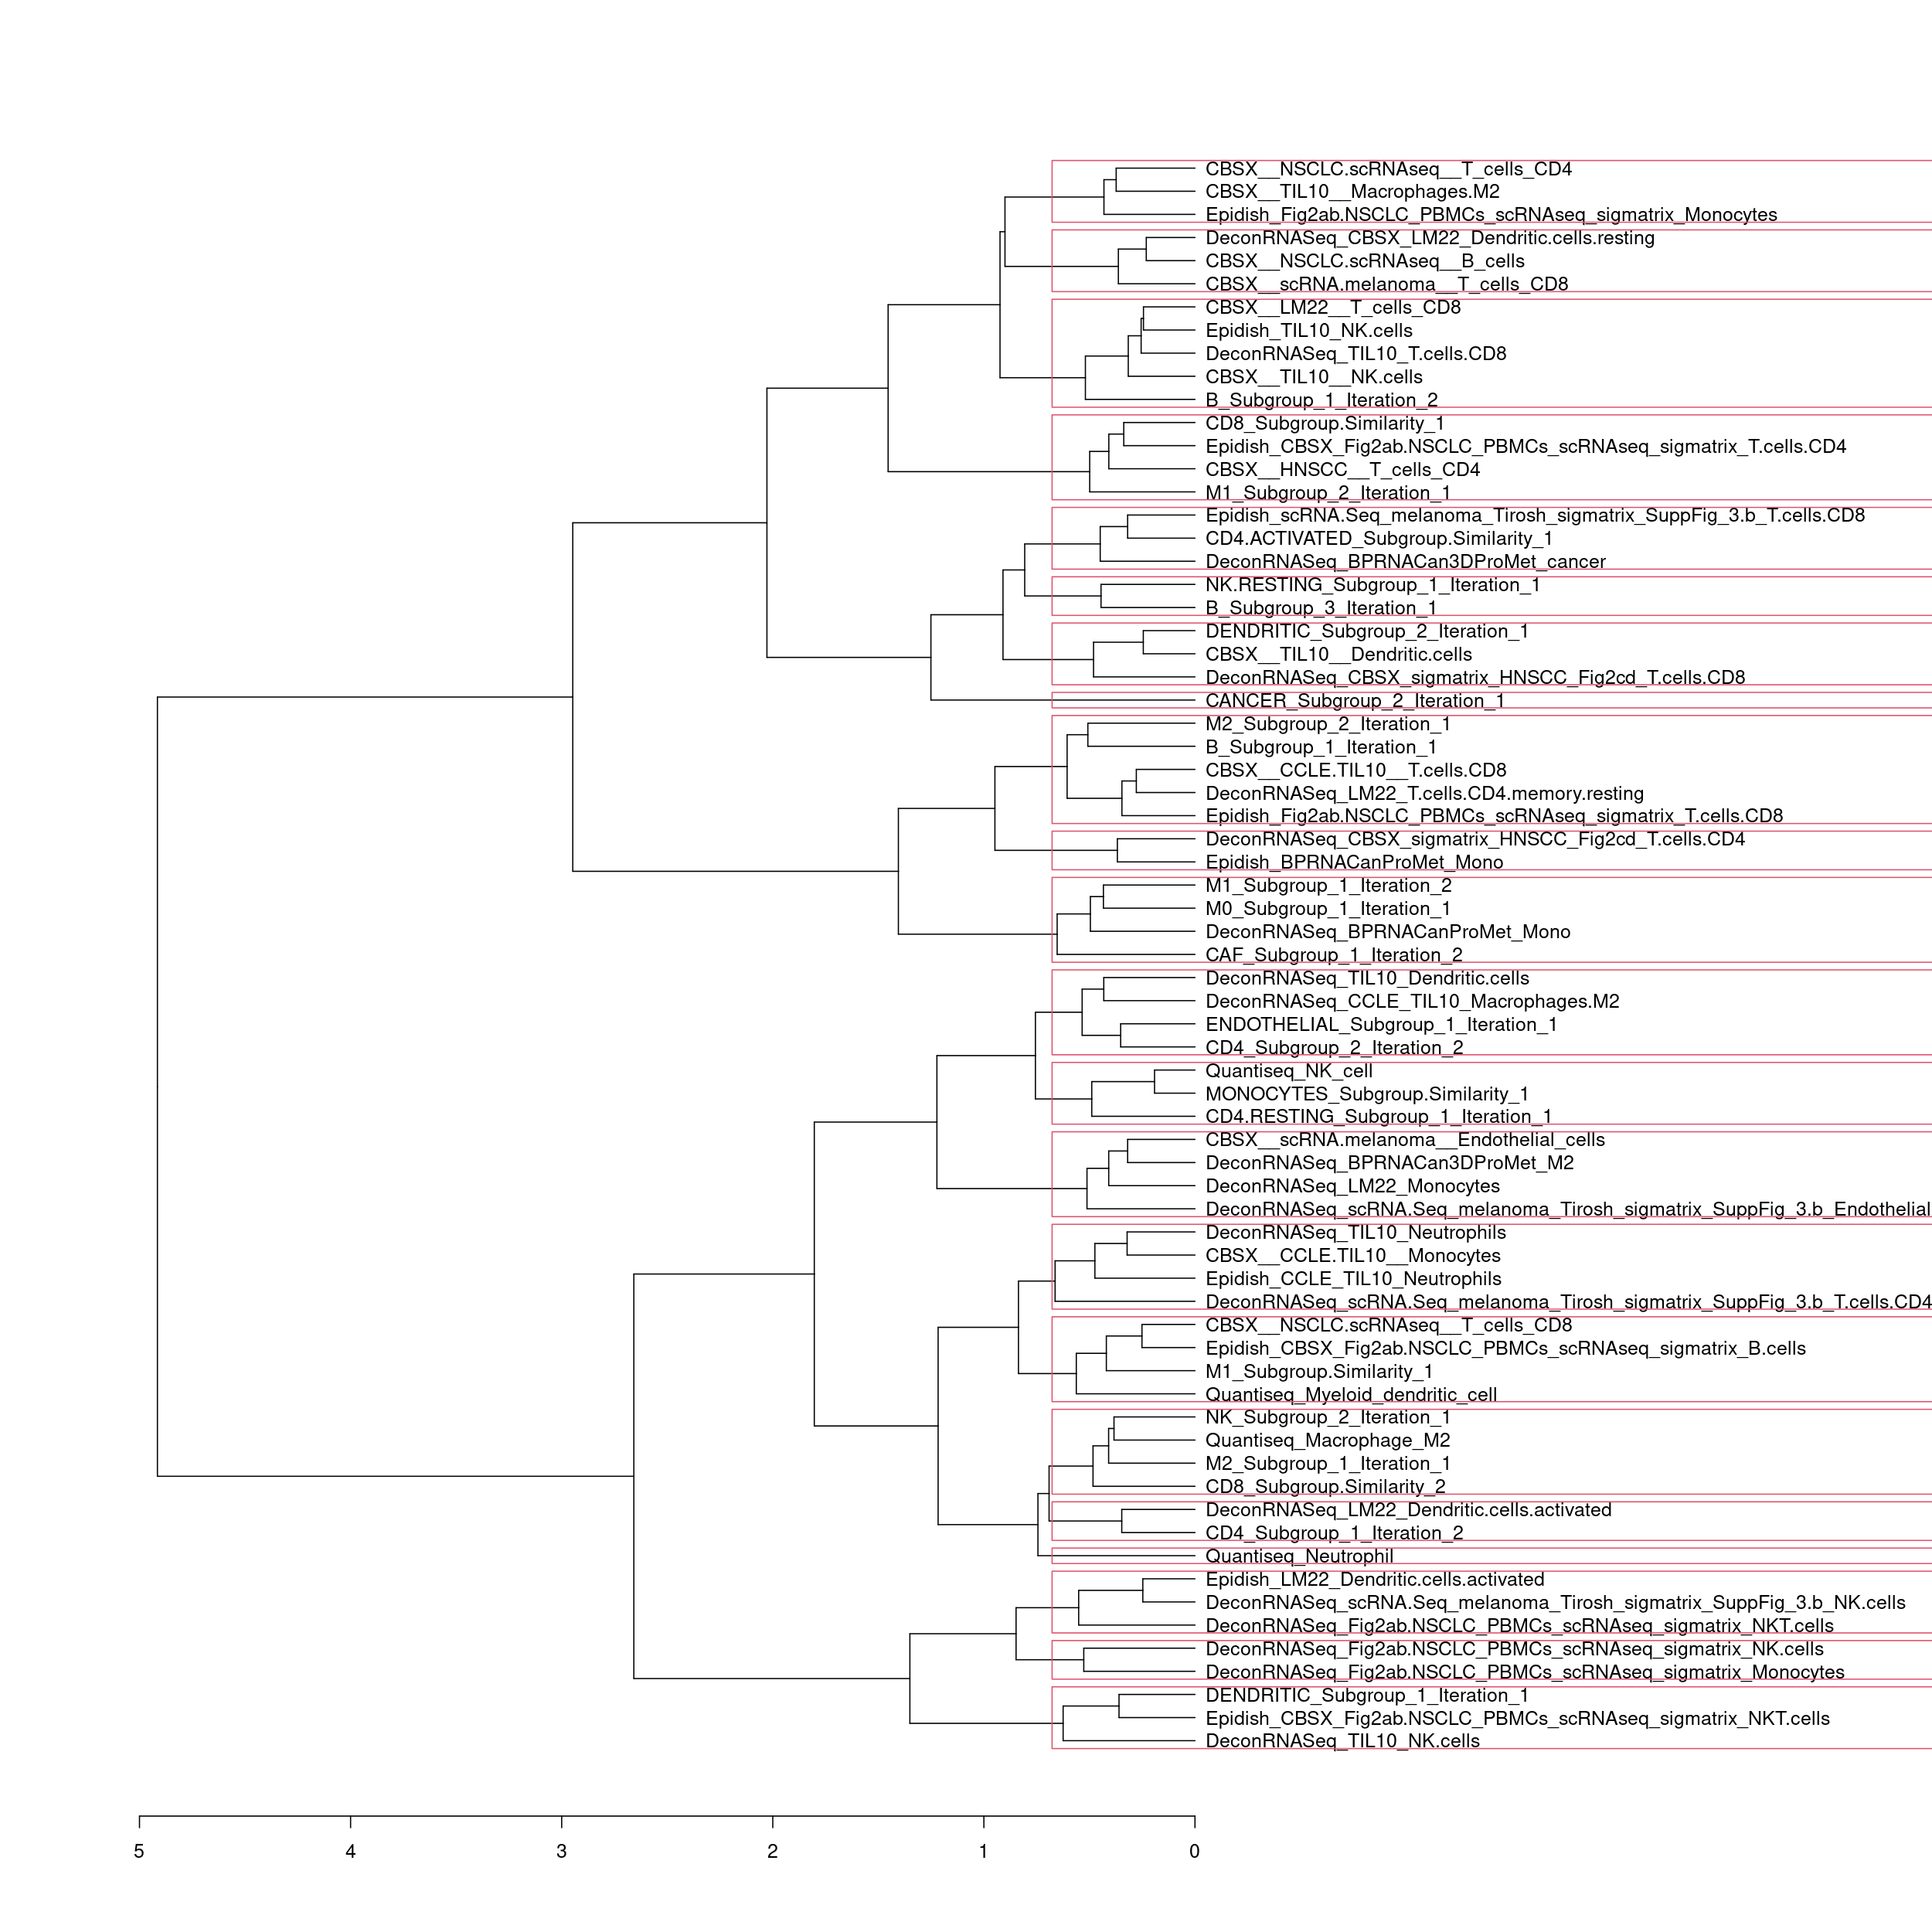 CBSX__NSCLC.scRNAseq__T_cells_CD4
CBSX__TIL10__Macrophages.M2
Epidish_Fig2ab.NSCLC_PBMCs_scRNAseq_sigmatrix_Monocytes
DeconRNASeq_CBSX_LM22_Dendritic.cells.resting
CBSX__NSCLC.scRNAseq__B_cells
CBSX__scRNA.melanoma__T_cells_CD8
CBSX__LM22__T_cells_CD8
Epidish_TIL10_NK.cells
DeconRNASeq_TIL10_T.cells.CD8
CBSX__TIL10__NK.cells
B_Subgroup_1_Iteration_2
CD8_Subgroup.Similarity_1
Epidish_CBSX_Fig2ab.NSCLC_PBMCs_scRNAseq_sigmatrix_T.cells.CD4
CBSX__HNSCC__T_cells_CD4
M1_Subgroup_2_Iteration_1
Epidish_scRNA.Seq_melanoma_Tirosh_sigmatrix_SuppFig_3.b_T.cells.CD8
CD4.ACTIVATED_Subgroup.Similarity_1
DeconRNASeq_BPRNACan3DProMet_cancer
NK.RESTING_Subgroup_1_Iteration_1
B_Subgroup_3_Iteration_1
DENDRITIC_Subgroup_2_Iteration_1
CBSX__TIL10__Dendritic.cells
DeconRNASeq_CBSX_sigmatrix_HNSCC_Fig2cd_T.cells.CD8
CANCER_Subgroup_2_Iteration_1
M2_Subgroup_2_Iteration_1
B_Subgroup_1_Iteration_1
CBSX__CCLE.TIL10__T.cells.CD8
DeconRNASeq_LM22_T.cells.CD4.memory.resting
Epidish_Fig2ab.NSCLC_PBMCs_scRNAseq_sigmatrix_T.cells.CD8
DeconRNASeq_CBSX_sigmatrix_HNSCC_Fig2cd_T.cells.CD4
Epidish_BPRNACanProMet_Mono
M1_Subgroup_1_Iteration_2
M0_Subgroup_1_Iteration_1
DeconRNASeq_BPRNACanProMet_Mono
CAF_Subgroup_1_Iteration_2
DeconRNASeq_TIL10_Dendritic.cells
DeconRNASeq_CCLE_TIL10_Macrophages.M2
ENDOTHELIAL_Subgroup_1_Iteration_1
CD4_Subgroup_2_Iteration_2
Quantiseq_NK_cell
MONOCYTES_Subgroup.Similarity_1
CD4.RESTING_Subgroup_1_Iteration_1
CBSX__scRNA.melanoma__Endothelial_cells
DeconRNASeq_BPRNACan3DProMet_M2
DeconRNASeq_LM22_Monocytes
DeconRNASeq_scRNA.Seq_melanoma_Tirosh_sigmatrix_SuppFig_3.b_Endothelial
DeconRNASeq_TIL10_Neutrophils
CBSX__CCLE.TIL10__Monocytes
Epidish_CCLE_TIL10_Neutrophils
DeconRNASeq_scRNA.Seq_melanoma_Tirosh_sigmatrix_SuppFig_3.b_T.cells.CD4
CBSX__NSCLC.scRNAseq__T_cells_CD8
Epidish_CBSX_Fig2ab.NSCLC_PBMCs_scRNAseq_sigmatrix_B.cells
M1_Subgroup.Similarity_1
Quantiseq_Myeloid_dendritic_cell
NK_Subgroup_2_Iteration_1
Quantiseq_Macrophage_M2
M2_Subgroup_1_Iteration_1
CD8_Subgroup.Similarity_2
DeconRNASeq_LM22_Dendritic.cells.activated
CD4_Subgroup_1_Iteration_2
Quantiseq_Neutrophil
Epidish_LM22_Dendritic.cells.activated
DeconRNASeq_scRNA.Seq_melanoma_Tirosh_sigmatrix_SuppFig_3.b_NK.cells
DeconRNASeq_Fig2ab.NSCLC_PBMCs_scRNAseq_sigmatrix_NKT.cells
DeconRNASeq_Fig2ab.NSCLC_PBMCs_scRNAseq_sigmatrix_NK.cells
DeconRNASeq_Fig2ab.NSCLC_PBMCs_scRNAseq_sigmatrix_Monocytes
DENDRITIC_Subgroup_1_Iteration_1
Epidish_CBSX_Fig2ab.NSCLC_PBMCs_scRNAseq_sigmatrix_NKT.cells
DeconRNASeq_TIL10_NK.cells
5 4 3 2 1 0